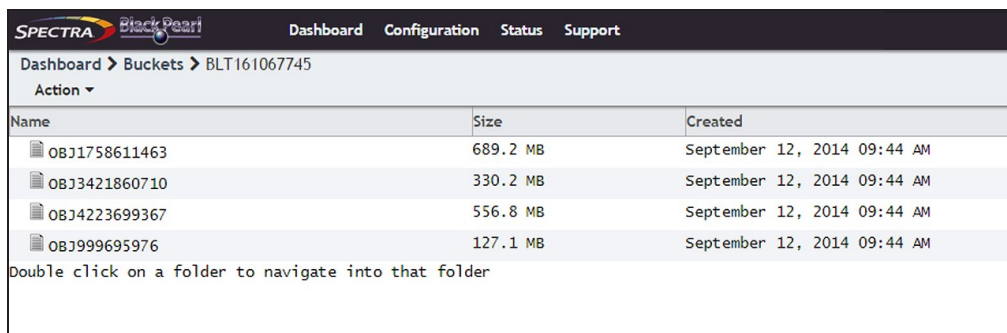 SPECTRA BlackPearl Dashboard Configuration Status Support
Dashboard > Buckets > BLT161067745
Action
Name Size Created
OBJ1758611463 689.2 MB September 12, 2014 09:44 AM
OBJ3421860710 330.2 MB September 12, 2014 09:44 AM
OBJ4223699367 556.8 MB September 12, 2014 09:44 AM
OBJ999695976 127.1 MB September 12, 2014 09:44 AM
Double click on a folder to navigate into that folder